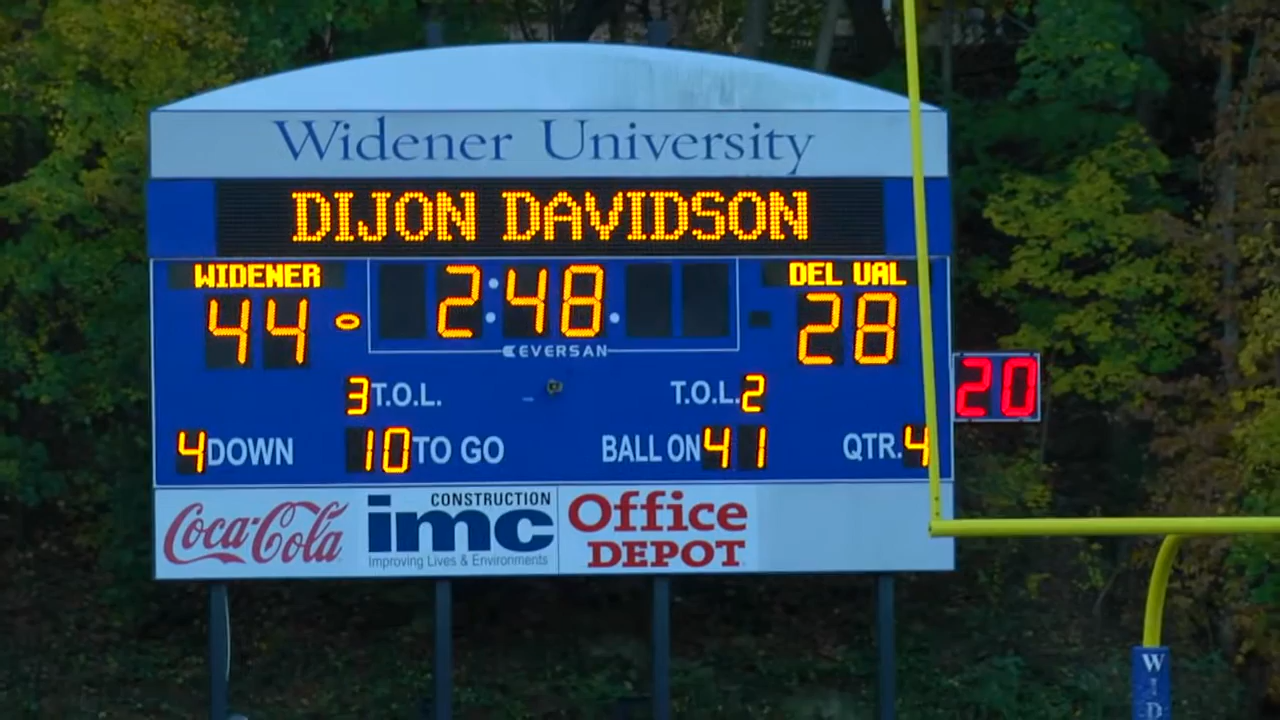 Widener University
DIJON DAVIDSON
WIDENER 2:48 DEL VAL
44 28
EVERSAN
20
3 T.O.L. T.O.L. 2
4 DOWN 10 TO GO BALL ON 41 QTR. 4
Coca-Cola
CONSTRUCTION
imc
Improving Lives & Environments
Office
DEPOT
W
I
D